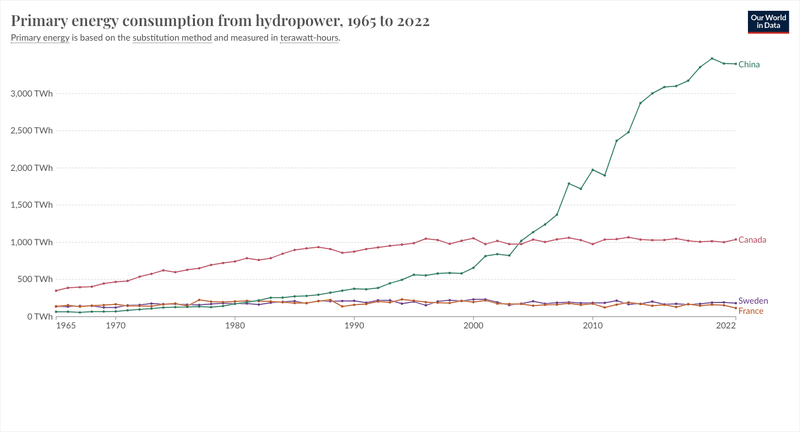 Primary energy consumption from hydropower, 1965 to 2022
Our World
in Data
Primary energy is based on the substitution method and measured in terawatt-hours.
China
3,000 TWh
2,500 TWh
2,000 TWh
1,500 TWh
1,000 TWh
Canada
500 TWh
Sweden
France
0 TWh
1965
1970
1980
1990
2000
2010
2022